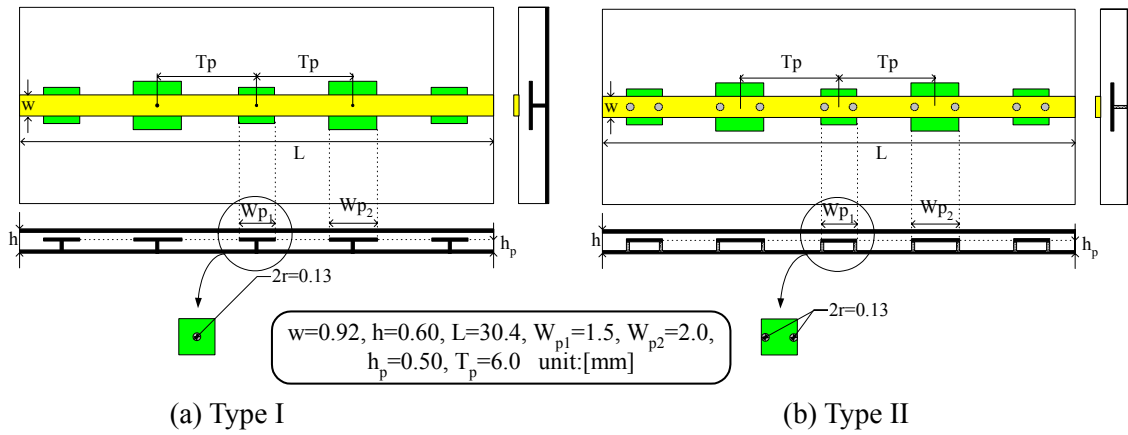 Tp Tp
w
L
Wp₁ Wp₂
h
hₚ
2r=0.13
Tp Tp
w
L
Wp₁ Wp₂
h
hₚ
2r=0.13
w=0.92, h=0.60, L=30.4, Wₚ₁=1.5, Wₚ₂=2.0,
hₚ=0.50, Tₚ=6.0 unit:[mm]
(a) Type I
(b) Type II